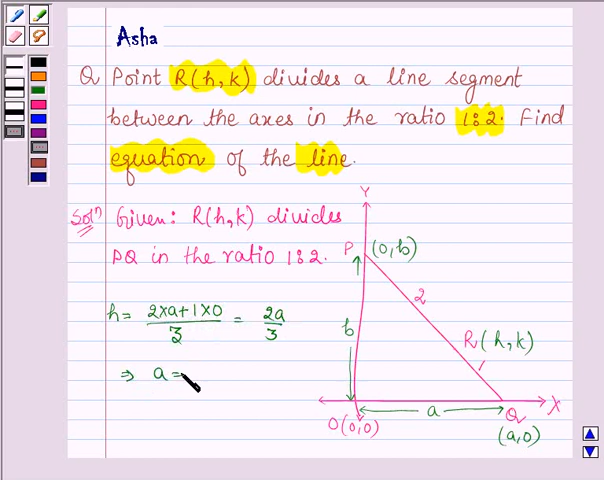 Asha
Q Point R(h,k) divides a line segment
between the axes in the ratio 1:2. Find
equation of the line.
Solⁿ Given: R(h,k) divides
PQ in the ratio 1:2.
h = (2×a+1×0)/3 = 2a/3
⇒ a =
Y
P (0,b)
2
b
R(h,k)
1
a
X
O(0,0)
Q
(a,0)